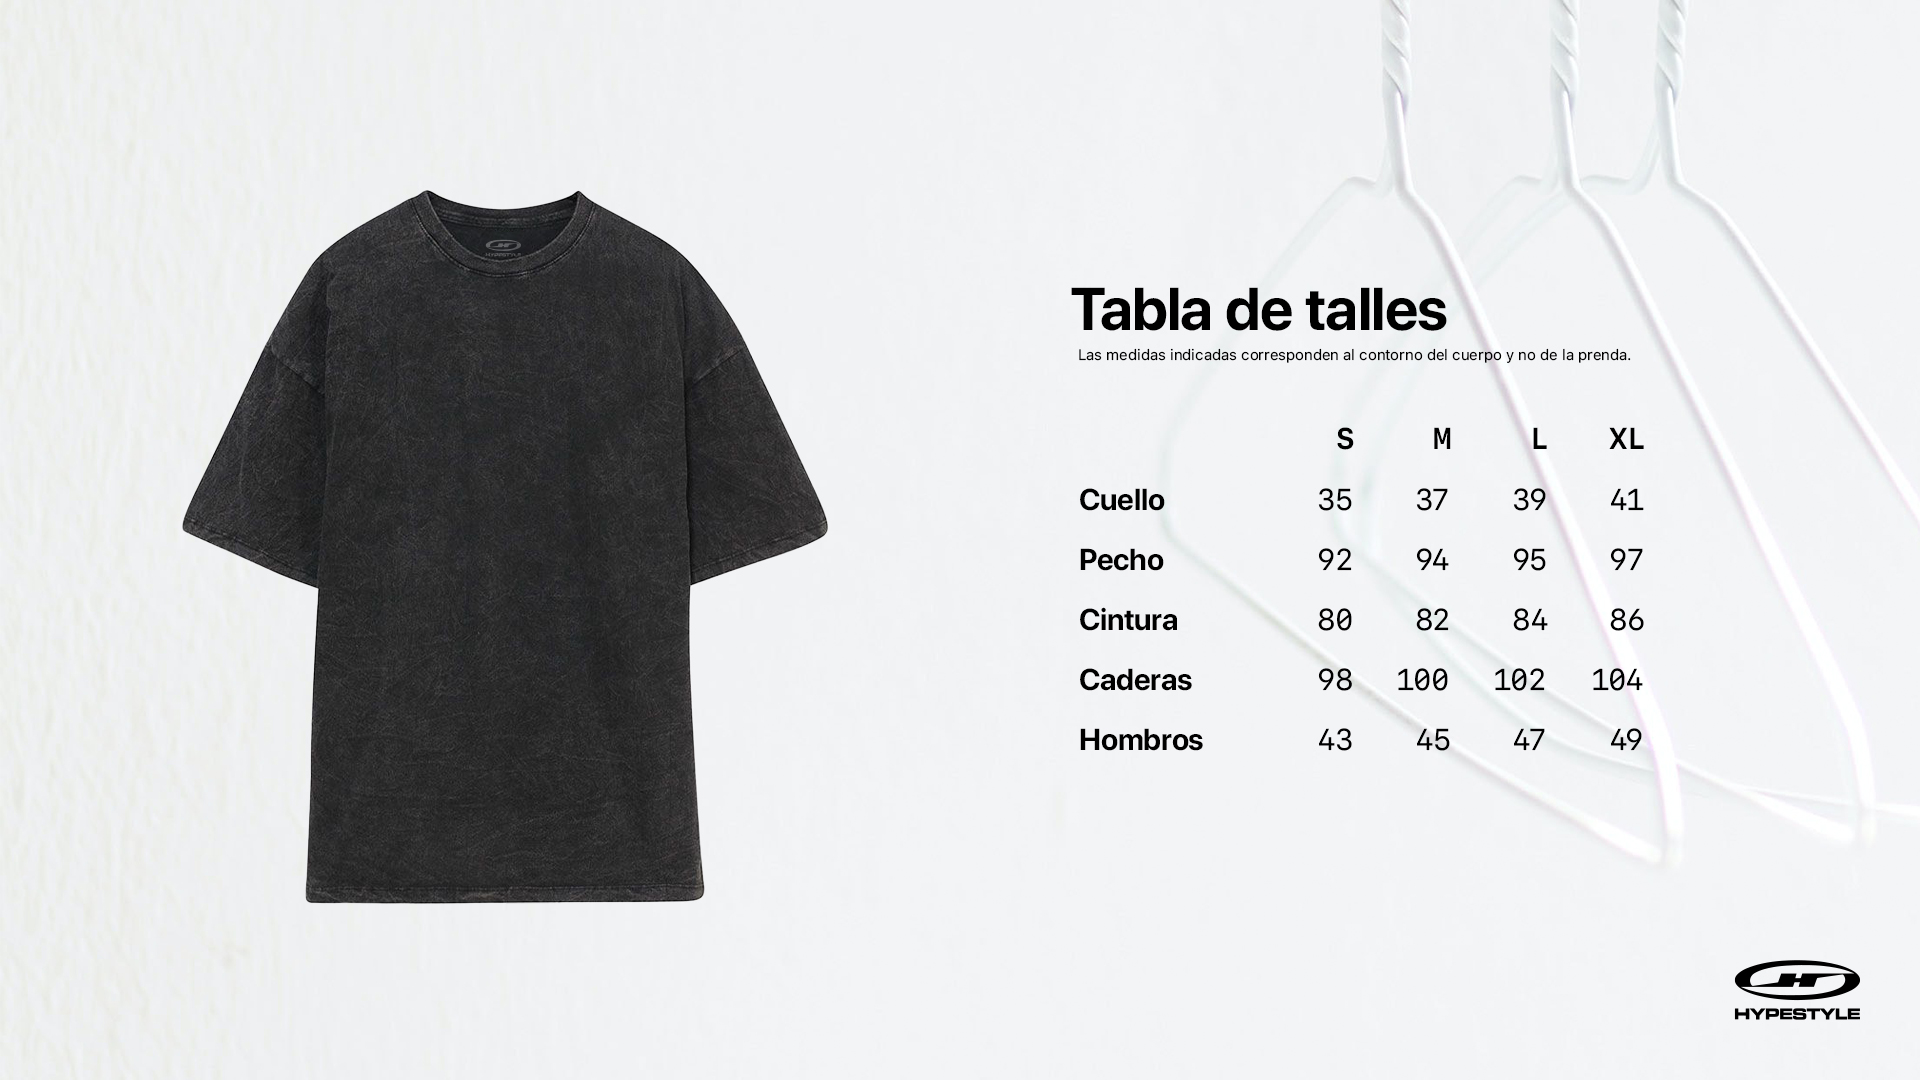 HYPESTYLE
Tabla de talles
Las medidas indicadas corresponden al contorno del cuerpo y no de la prenda.
S M L XL
Cuello 35 37 39 41
Pecho 92 94 95 97
Cintura 80 82 84 86
Caderas 98 100 102 104
Hombros 43 45 47 49
HYPESTYLE